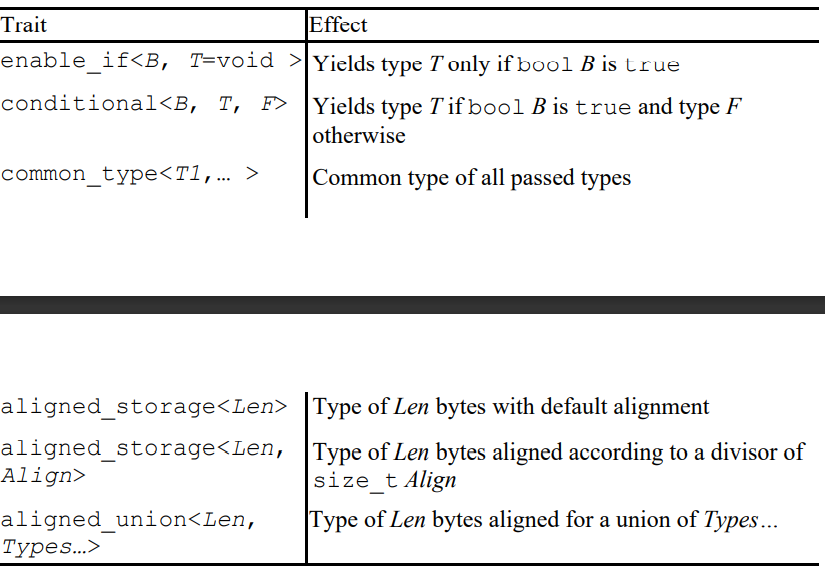 Trait Effect
enable_if<B, T=void > Yields type T only if bool B is true
conditional<B, T, F> Yields type T if bool B is true and type F
otherwise
common_type<T1,… > Common type of all passed types
aligned_storage<Len> Type of Len bytes with default alignment
aligned_storage<Len, Type of Len bytes aligned according to a divisor of
Align> size_t Align
aligned_union<Len, Type of Len bytes aligned for a union of Types…
Types…>